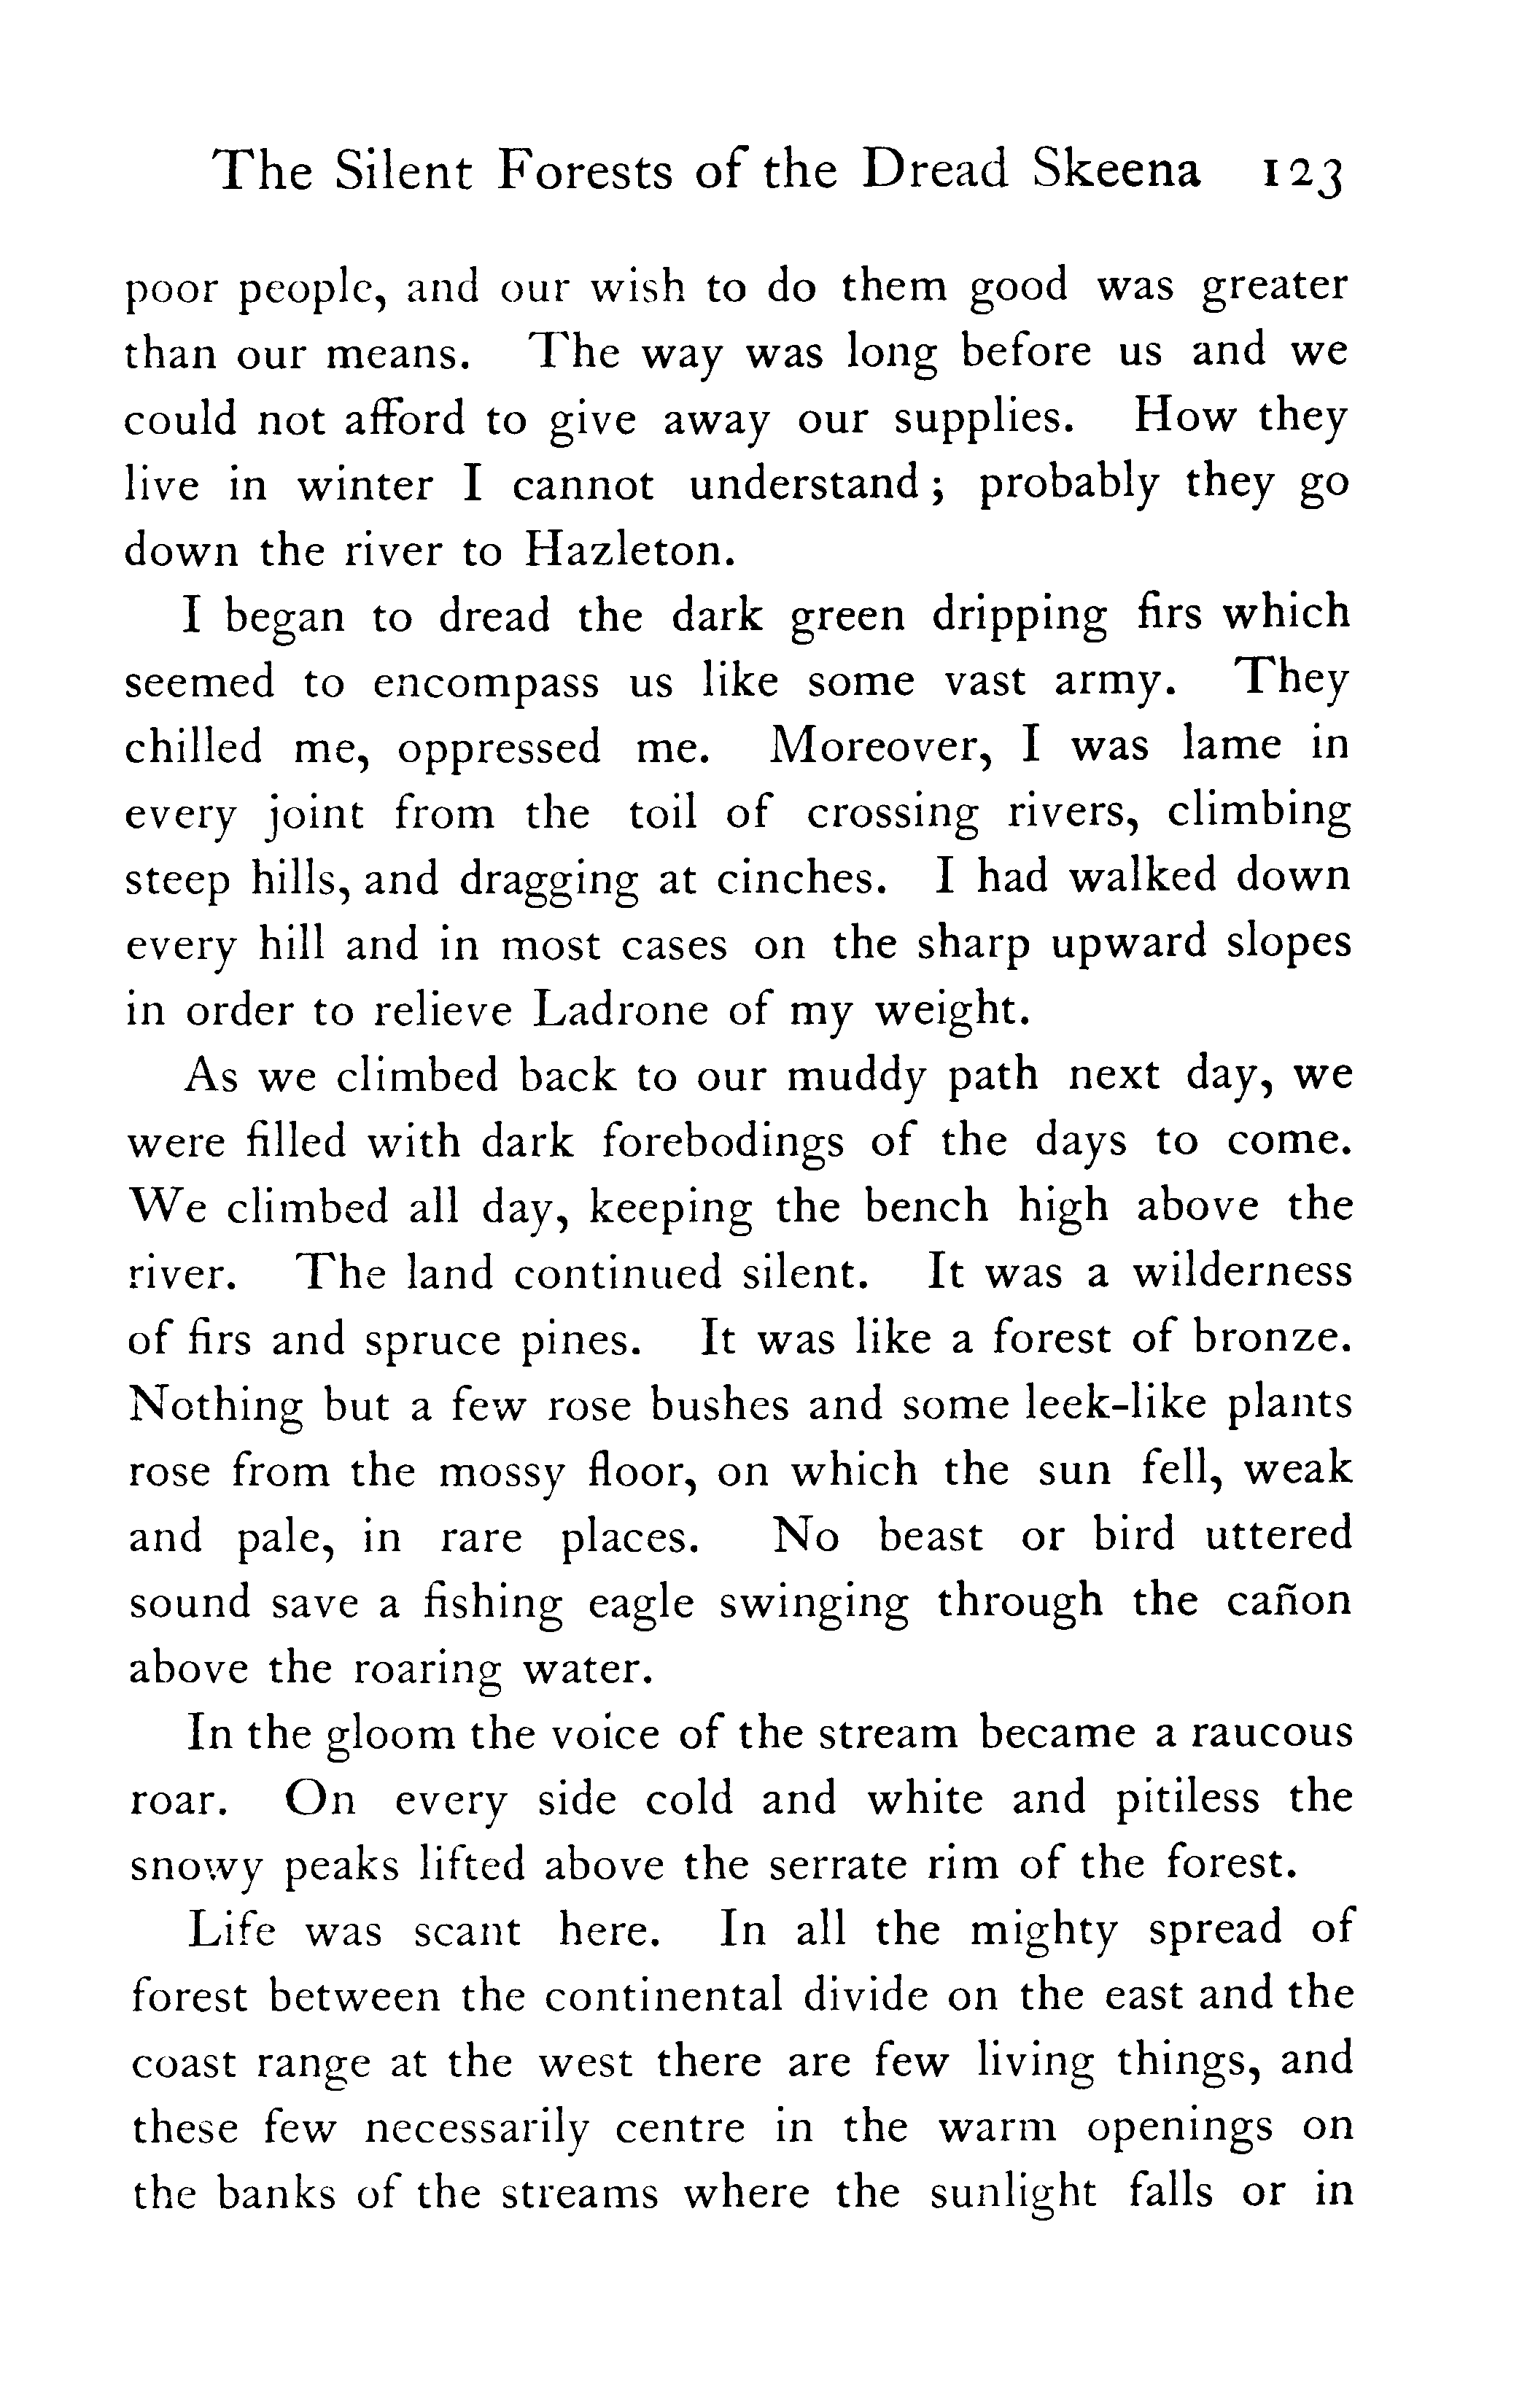 The Silent Forests of the Dread Skeena 123
poor people, and our wish to do them good was greater
than our means. The way was long before us and we
could not afford to give away our supplies. How they
live in winter I cannot understand; probably they go
down the river to Hazleton.
I began to dread the dark green dripping firs which
seemed to encompass us like some vast army. They
chilled me, oppressed me. Moreover, I was lame in
every joint from the toil of crossing rivers, climbing
steep hills, and dragging at cinches. I had walked down
every hill and in most cases on the sharp upward slopes
in order to relieve Ladrone of my weight.
As we climbed back to our muddy path next day, we
were filled with dark forebodings of the days to come.
We climbed all day, keeping the bench high above the
river. The land continued silent. It was a wilderness
of firs and spruce pines. It was like a forest of bronze.
Nothing but a few rose bushes and some leek-like plants
rose from the mossy floor, on which the sun fell, weak
and pale, in rare places. No beast or bird uttered
sound save a fishing eagle swinging through the cañon
above the roaring water.
In the gloom the voice of the stream became a raucous
roar. On every side cold and white and pitiless the
snowy peaks lifted above the serrate rim of the forest.
Life was scant here. In all the mighty spread of
forest between the continental divide on the east and the
coast range at the west there are few living things, and
these few necessarily centre in the warm openings on
the banks of the streams where the sunlight falls or in